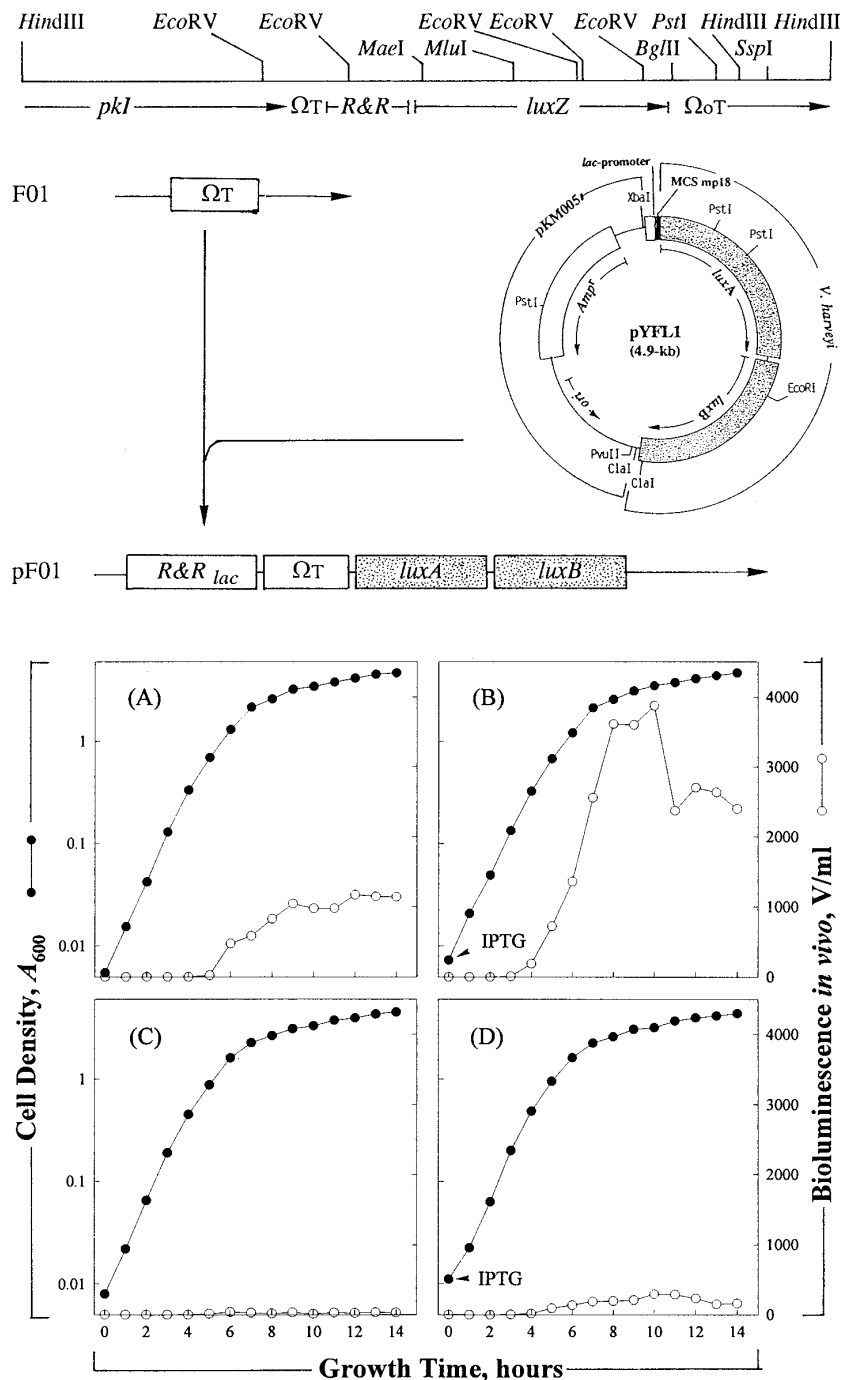 HindIII EcoRV EcoRV EcoRV EcoRV EcoRV PstI HindIII HindIII
MaeI MluI BglII SspI
pkI ΩT R&R luxZ ΩoT
F01 ΩT
lac-promoter
MCS mp18
XbaI
pKM005
PstI
PstI
luxA
Ampr
PstI
V. harveyi
pYFL1
(4.9-kb)
EcoRI
luxB
ori
PvuII
ClaI
ClaI
pF01 R&R lac ΩT luxA luxB
(A) (B)
1
0.1
0.01
4000
3000
2000
1000
0
IPTG
(C) (D)
1
0.1
0.01
4000
3000
2000
1000
0
IPTG
0 2 4 6 8 10 12 14 0 2 4 6 8 10 12 14
Cell Density, A600
Bioluminescence in vivo, V/ml
Growth Time, hours